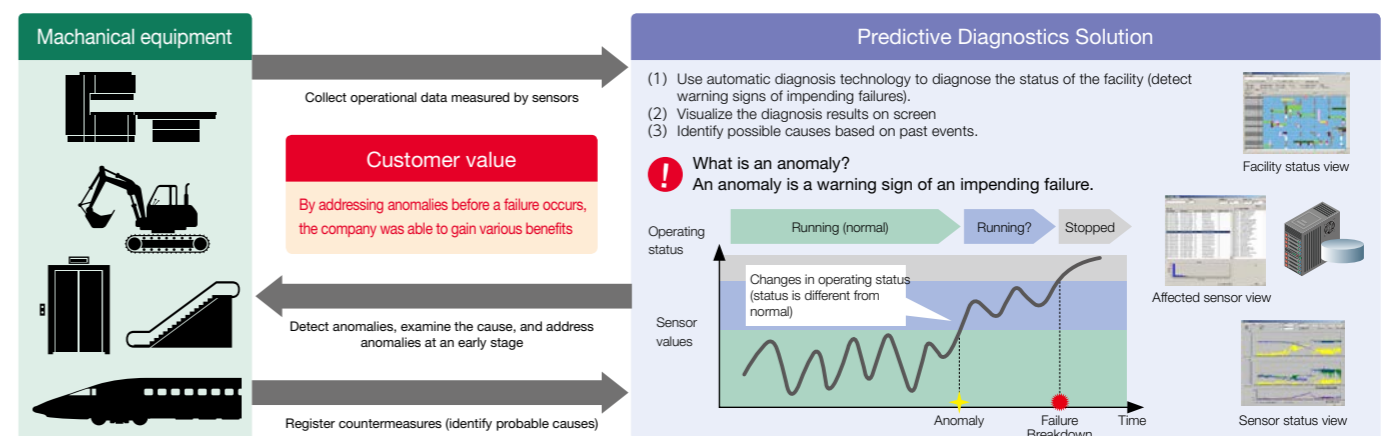 Machanical equipment
Collect operational data measured by sensors
Customer value
By addressing anomalies before a failure occurs,
the company was able to gain various benefits
Detect anomalies, examine the cause, and address
anomalies at an early stage
Register countermeasures (identify probable causes)
Predictive Diagnostics Solution
(1) Use automatic diagnosis technology to diagnose the status of the facility (detect
warning signs of impending failures).
(2) Visualize the diagnosis results on screen
(3) Identify possible causes based on past events.
!
What is an anomaly?
An anomaly is a warning sign of an impending failure.
Operating
status
Running (normal)
Running?
Stopped
Changes in operating status
(status is different from
normal)
Sensor
values
Anomaly
Failure
Breakdown
Time
Facility status view
Affected sensor view
Sensor status view